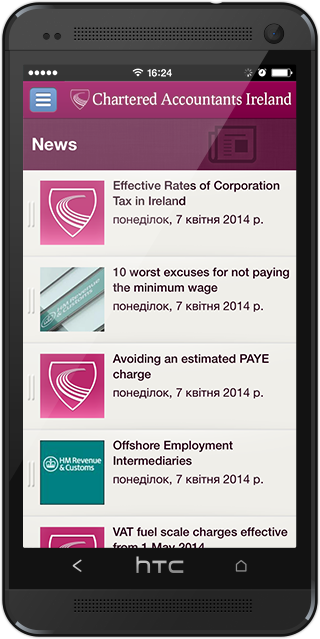 16:24
Chartered Accountants Ireland
News
Effective Rates of Corporation
Tax in Ireland
понеділок, 7 квітня 2014 р.
10 worst excuses for not paying
the minimum wage
понеділок, 7 квітня 2014 р.
HM Revenue
& Customs
Avoiding an estimated PAYE
charge
понеділок, 7 квітня 2014 р.
Offshore Employment
Intermediaries
понеділок, 7 квітня 2014 р.
HM Revenue
& Customs
VAT fuel scale charges effective
from 1 May 2014
hTC